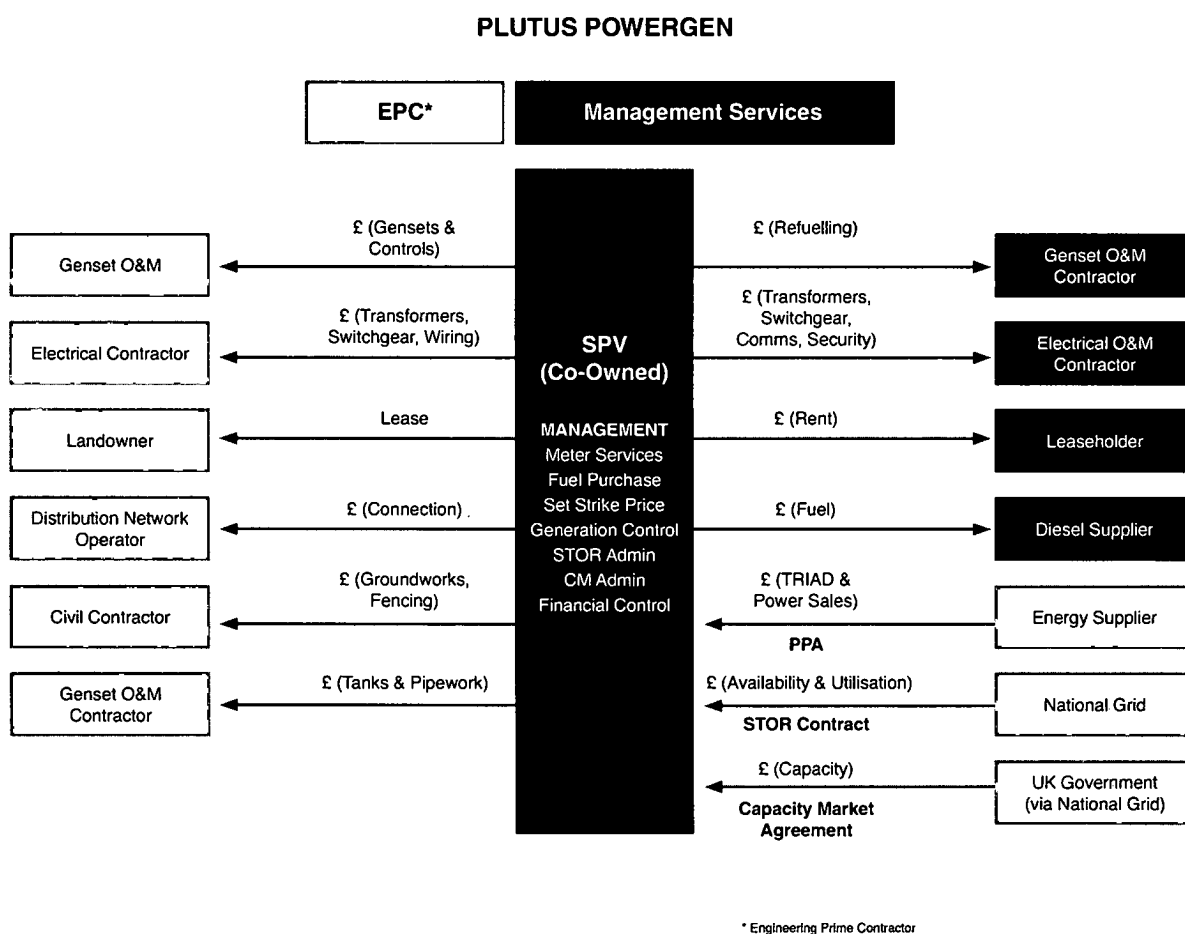 PLUTUS POWERGEN
EPC*
Management Services
£ (Gensets &
Controls)
Genset O&M
£ (Transformers,
Switchgear, Wiring)
Electrical Contractor
Lease
Landowner
£ (Connection)
Distribution Network
Operator
£ (Groundworks,
Fencing)
Civil Contractor
£ (Tanks & Pipework)
Genset O&M
Contractor
SPV
(Co-Owned)
MANAGEMENT
Meter Services
Fuel Purchase
Set Strike Price
Generation Control
STOR Admin
CM Admin
Financial Control
£ (Refuelling)
Genset O&M
Contractor
£ (Transformers,
Switchgear,
Comms, Security)
Electrical O&M
Contractor
£ (Rent)
Leaseholder
£ (Fuel)
Diesel Supplier
£ (TRIAD &
Power Sales)
PPA
Energy Supplier
£ (Availability & Utilisation)
STOR Contract
National Grid
£ (Capacity)
Capacity Market
Agreement
UK Government
(via National Grid)
* Engineering Prime Contractor